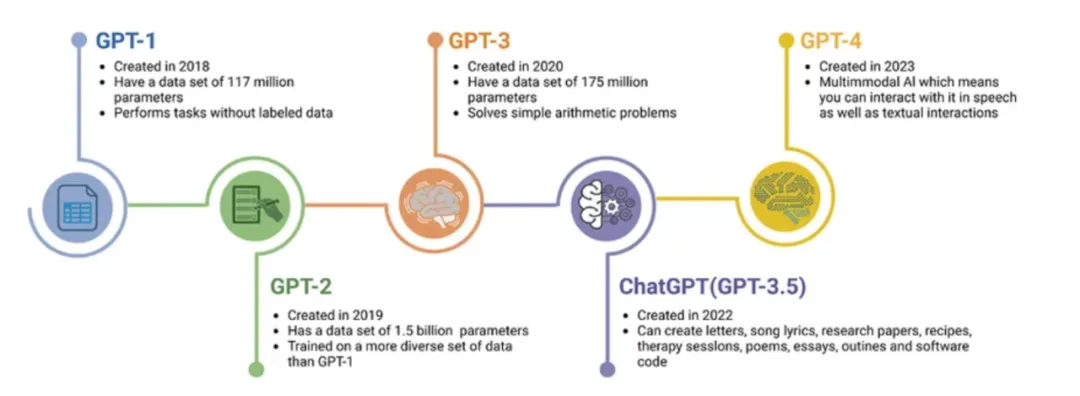 GPT-1
Created in 2018
Have a data set of 117 million
parameters
Performs tasks without labeled data
GPT-2
Created in 2019
Has a data set of 1.5 billion parameters
Trained on a more diverse set of data
than GPT-1
GPT-3
Created in 2020
Have a data set of 175 million
parameters
Solves simple arithmetic problems
ChatGPT(GPT-3.5)
Created in 2022
Can create letters, song lyrics, research papers, recipes,
therapy sesslons, poems, essays, outines and software
code
GPT-4
Created in 2023
Multimmodal AI which means
you can interact with it in speech
as well as textual interactions